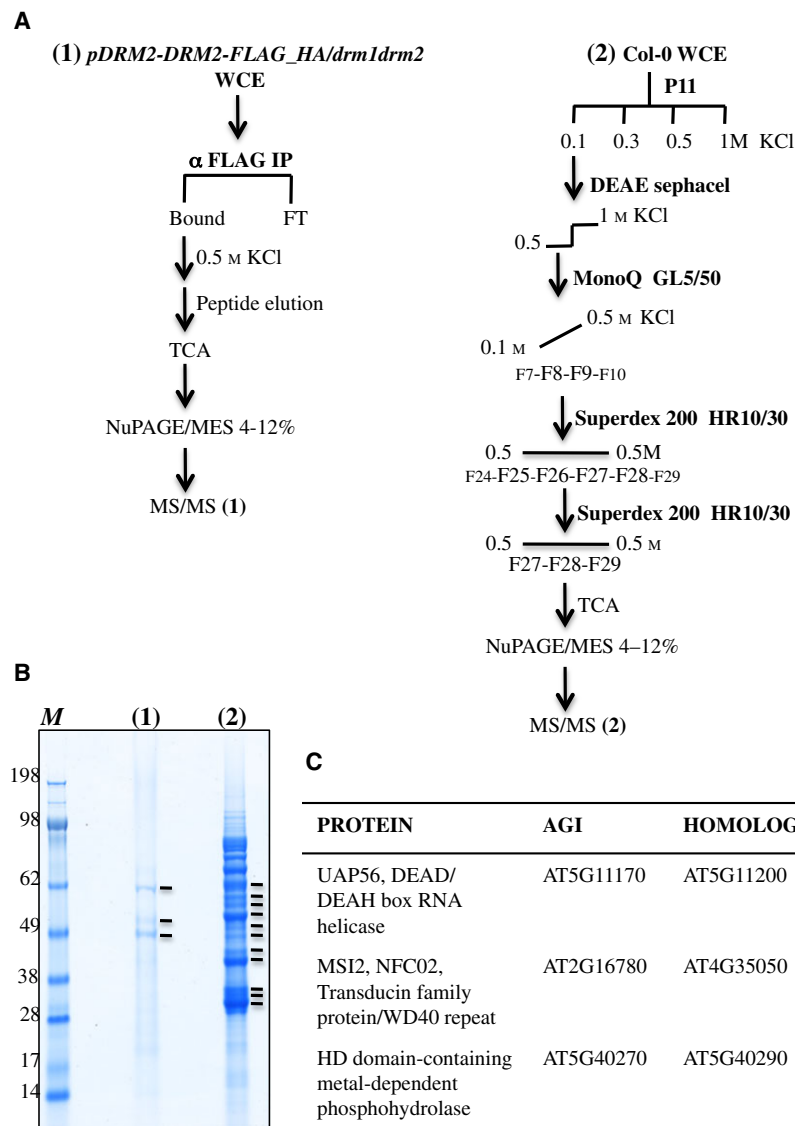 A
(1) pDRM2-DRM2-FLAG_HA/drm1drm2
WCE
α FLAG IP
Bound FT
0.5 M KCl
Peptide elution
TCA
NuPAGE/MES 4-12%
MS/MS (1)
(2) Col-0 WCE
P11
0.1 0.3 0.5 1M KCl
DEAE sephacel
1 M KCl
0.5
MonoQ GL5/50
0.5 M KCl
0.1 M
F7-F8-F9-F10
Superdex 200 HR10/30
0.5 0.5M
F24-F25-F26-F27-F28-F29
Superdex 200 HR10/30
0.5 0.5 M
F27-F28-F29
TCA
NuPAGE/MES 4–12%
MS/MS (2)
B
M (1) (2)
198
98
62
49
38
28
17
14
C
PROTEIN AGI HOMOLOG
UAP56, DEAD/ AT5G11170 AT5G11200
DEAH box RNA
helicase
MSI2, NFC02, AT2G16780 AT4G35050
Transducin family
protein/WD40 repeat
HD domain-containing AT5G40270 AT5G40290
metal-dependent
phosphohydrolase